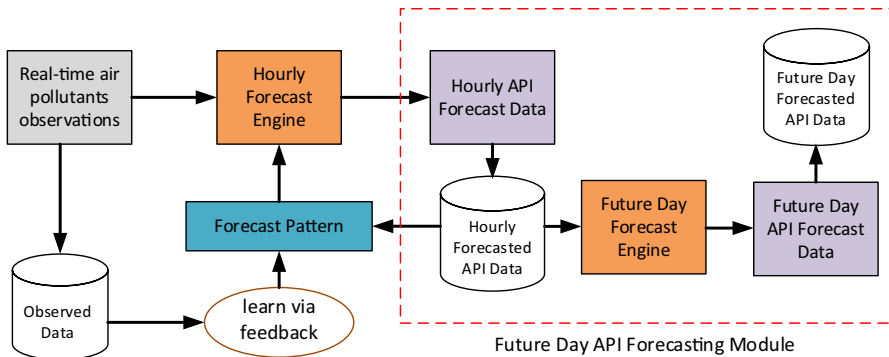 Real-time air
pollutants
observations
Hourly
Forecast
Engine
Hourly API
Forecast Data
Future Day
Forecasted
API Data
Forecast Pattern
Hourly
Forecasted
API Data
Future Day
Forecast
Engine
Future Day
API Forecast
Data
Observed
Data
learn via
feedback
Future Day API Forecasting Module